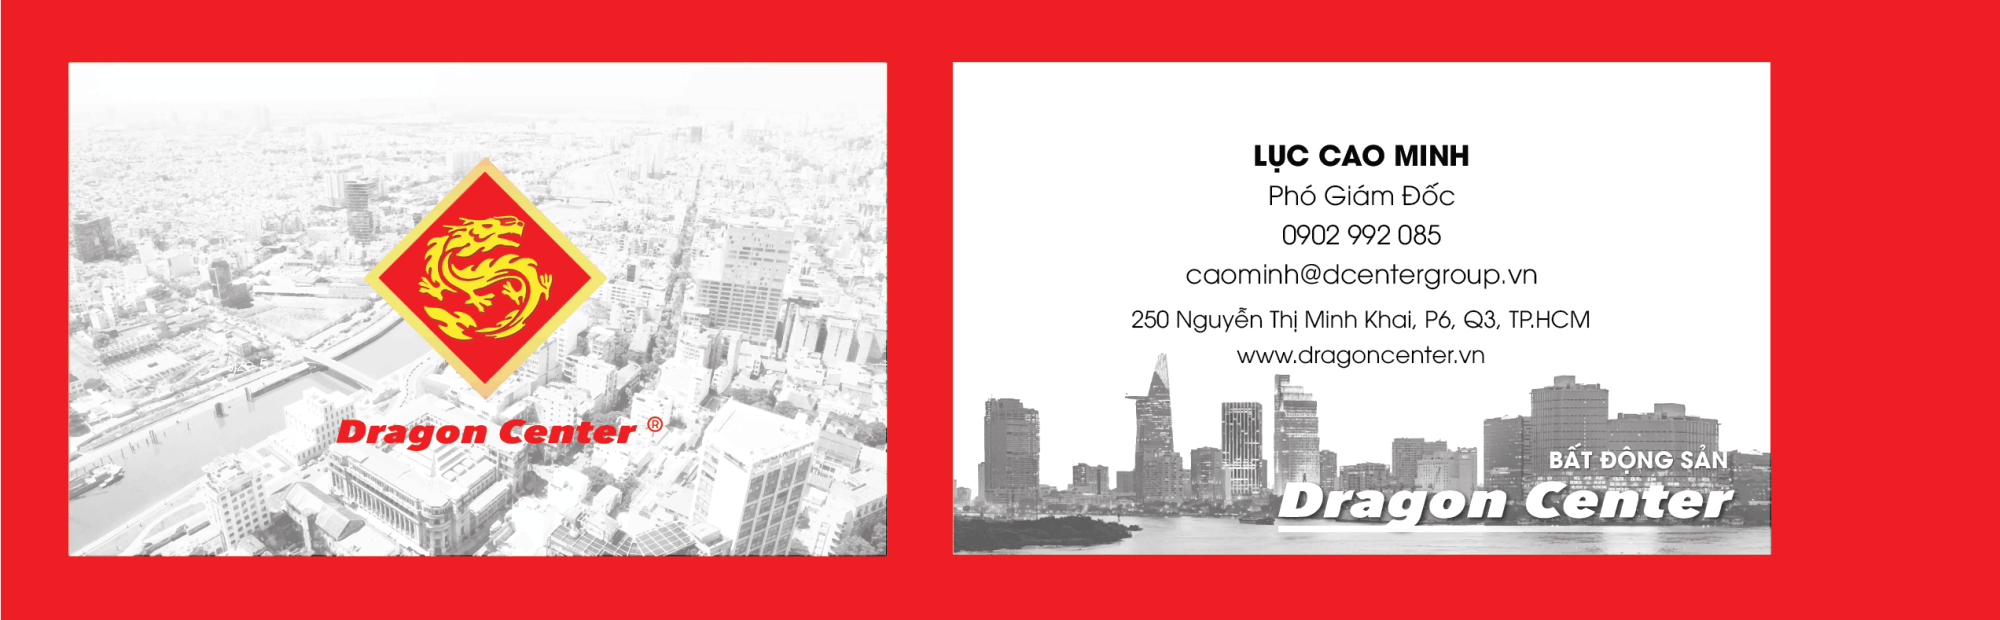 Dragon Center ®
LỤC CAO MINH
Phó Giám Đốc
0902 992 085
caominh@dcentergroup.vn
250 Nguyễn Thị Minh Khai, P6, Q3, TP.HCM
www.dragoncenter.vn
BẤT ĐỘNG SẢN
Dragon Center